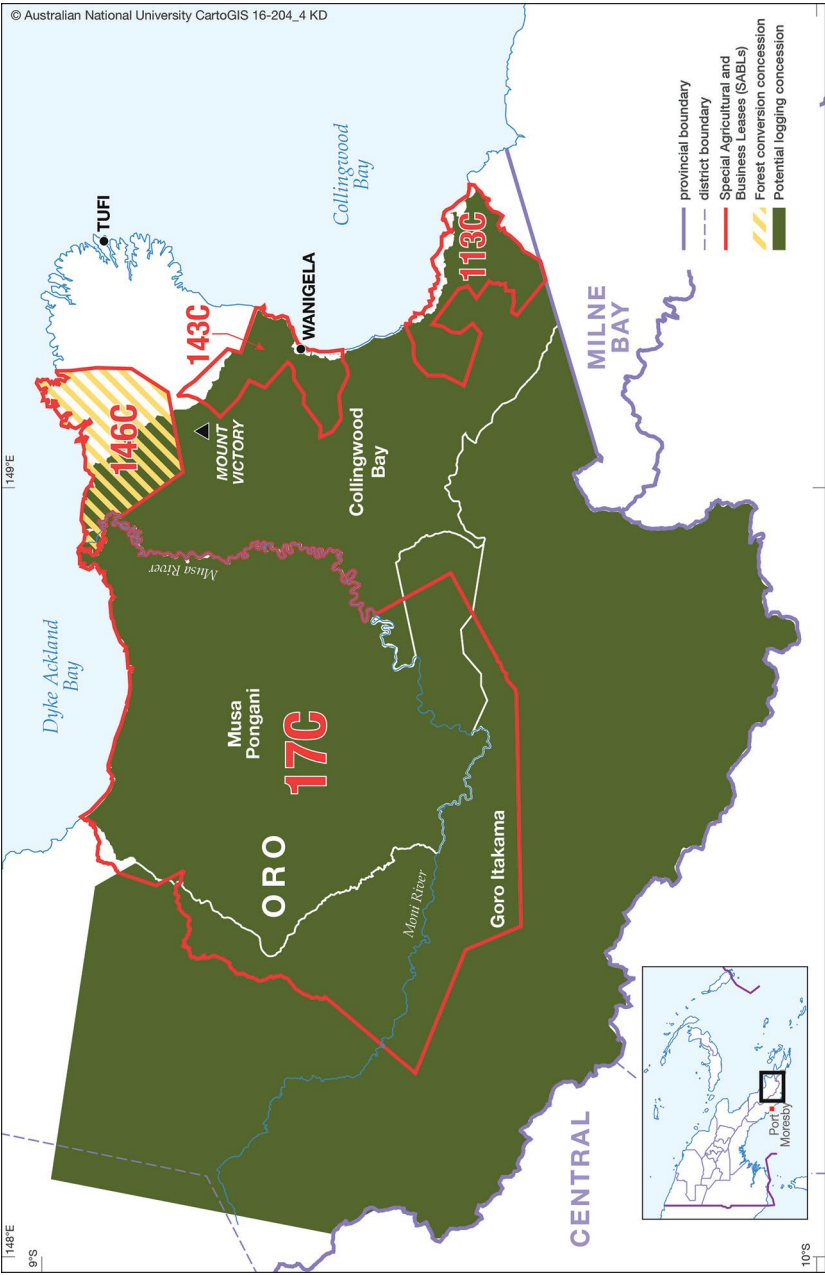 © Australian National University CartoGIS 16-204_4 KD
148°E
149°E
9°S
10°S
Dyke Ackland
Bay
TUFI
Collingwood
Bay
146C
143C
WANIGELA
113C
MOUNT
VICTORY
Collingwood
Bay
Musa River
Musa
Pongani
17C
ORO
Moni River
Goro Itakama
MILNE
BAY
CENTRAL
Port
Moresby
provincial boundary
district boundary
Special Agricultural and
Business Leases (SABLs)
Forest conversion concession
Potential logging concession